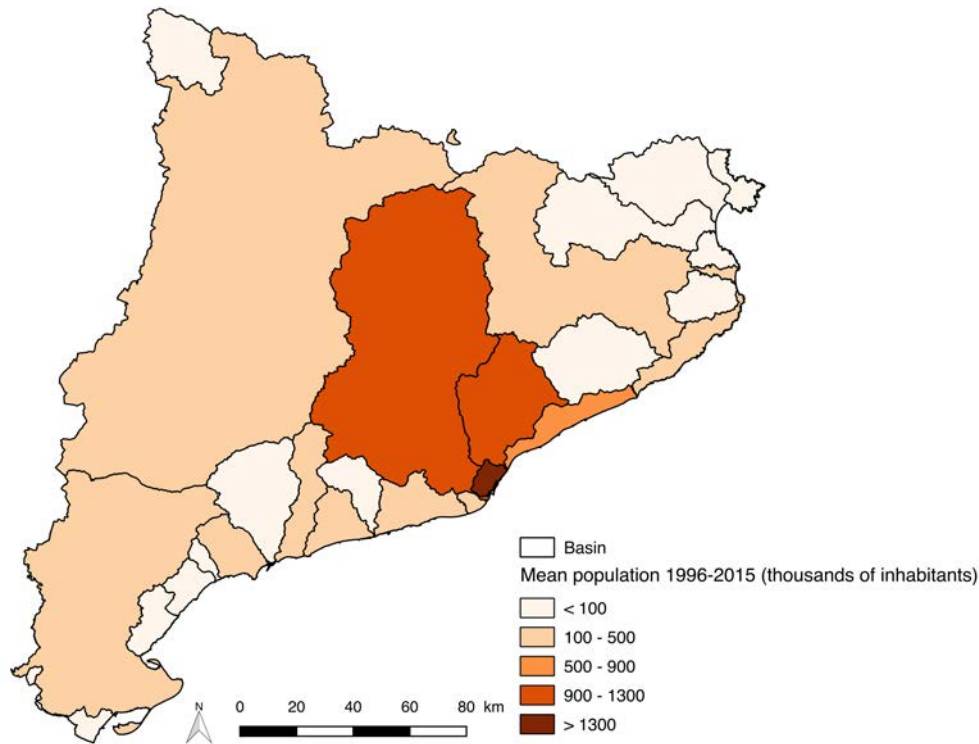 Basin
Mean population 1996-2015 (thousands of inhabitants)
< 100
100 - 500
500 - 900
900 - 1300
> 1300
N
0 20 40 60 80 km